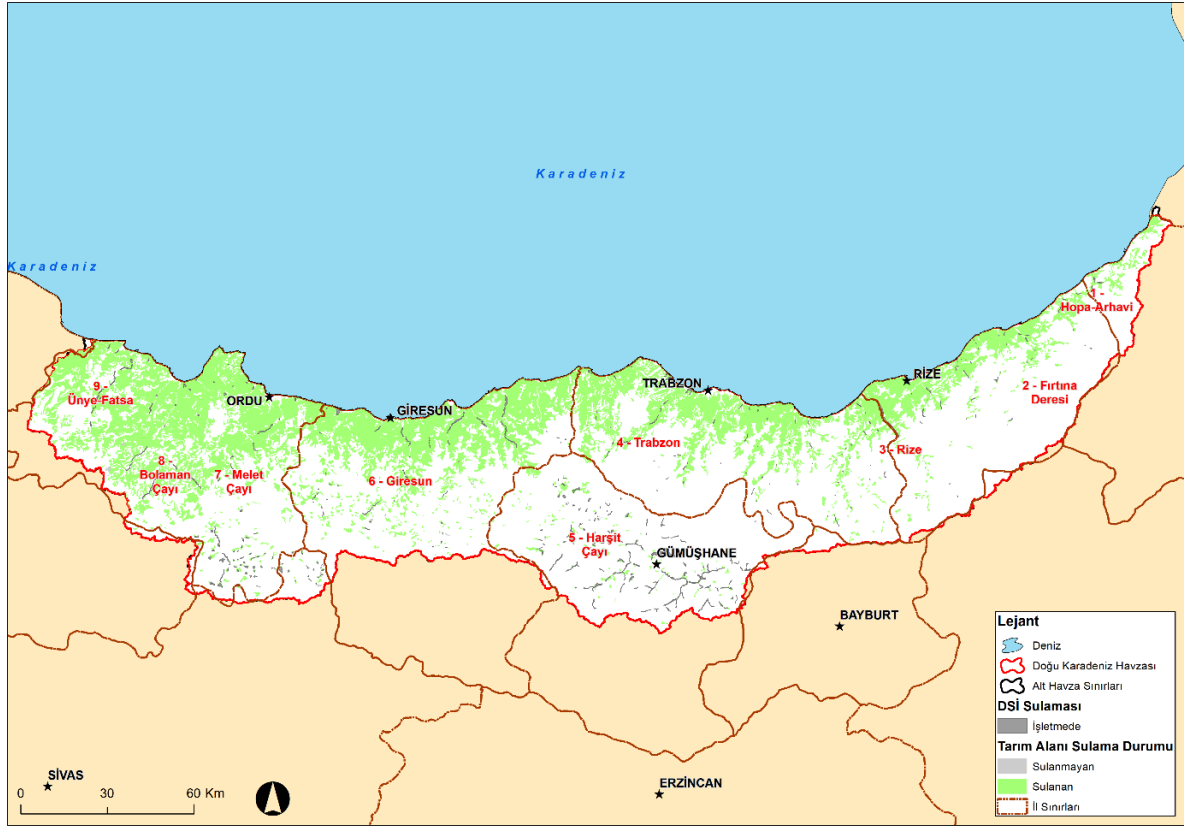 Karadeniz
Karadeniz
1 -
Hopa-Arhavi
2 - Fırtına
Deresi
RİZE
TRABZON
9 -
Ünye-Fatsa
ORDU
GİRESUN
4 - Trabzon
3 - Rize
8 -
Bolaman
Çayı
7 - Melet
Çayı
6 - Giresun
5 - Harşit
Çayı
GÜMÜŞHANE
BAYBURT
SİVAS
ERZİNCAN
0 30 60 Km
Lejant
Deniz
Doğu Karadeniz Havzası
Alt Havza Sınırları
DSİ Sulaması
İşletmede
Tarım Alanı Sulama Durumu
Sulanmayan
Sulanan
İl Sınırları